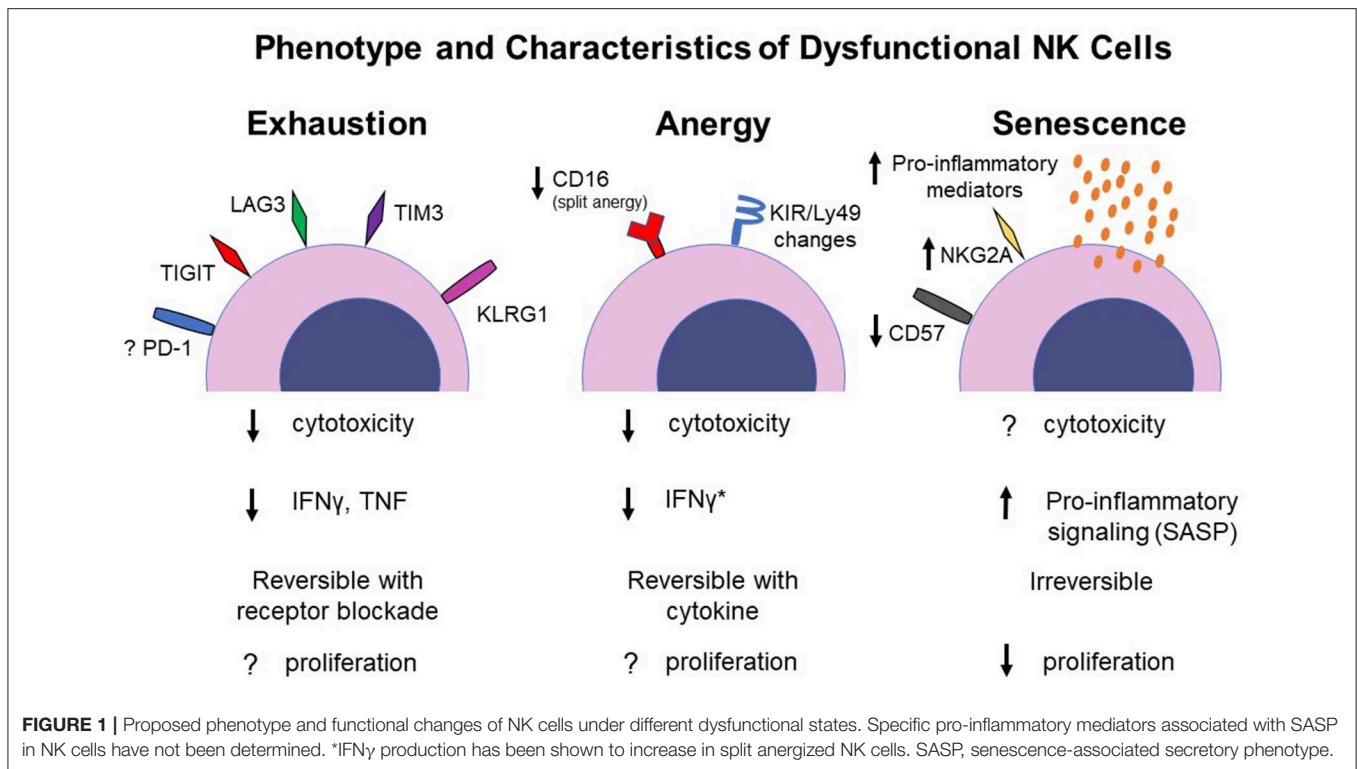 Phenotype and Characteristics of Dysfunctional NK Cells
Exhaustion
LAG3
TIM3
TIGIT
KLRG1
? PD-1
↓ cytotoxicity
↓ IFNγ, TNF
Reversible with
receptor blockade
? proliferation
Anergy
↓ CD16
(split anergy)
KIR/Ly49
changes
↓ cytotoxicity
↓ IFNγ*
Reversible with
cytokine
? proliferation
Senescence
↑ Pro-inflammatory
mediators
↑ NKG2A
↓ CD57
? cytotoxicity
↑ Pro-inflammatory
signaling (SASP)
Irreversible
↓ proliferation
FIGURE 1 | Proposed phenotype and functional changes of NK cells under different dysfunctional states. Specific pro-inflammatory mediators associated with SASP
in NK cells have not been determined. *IFNγ production has been shown to increase in split anergized NK cells. SASP, senescence-associated secretory phenotype.